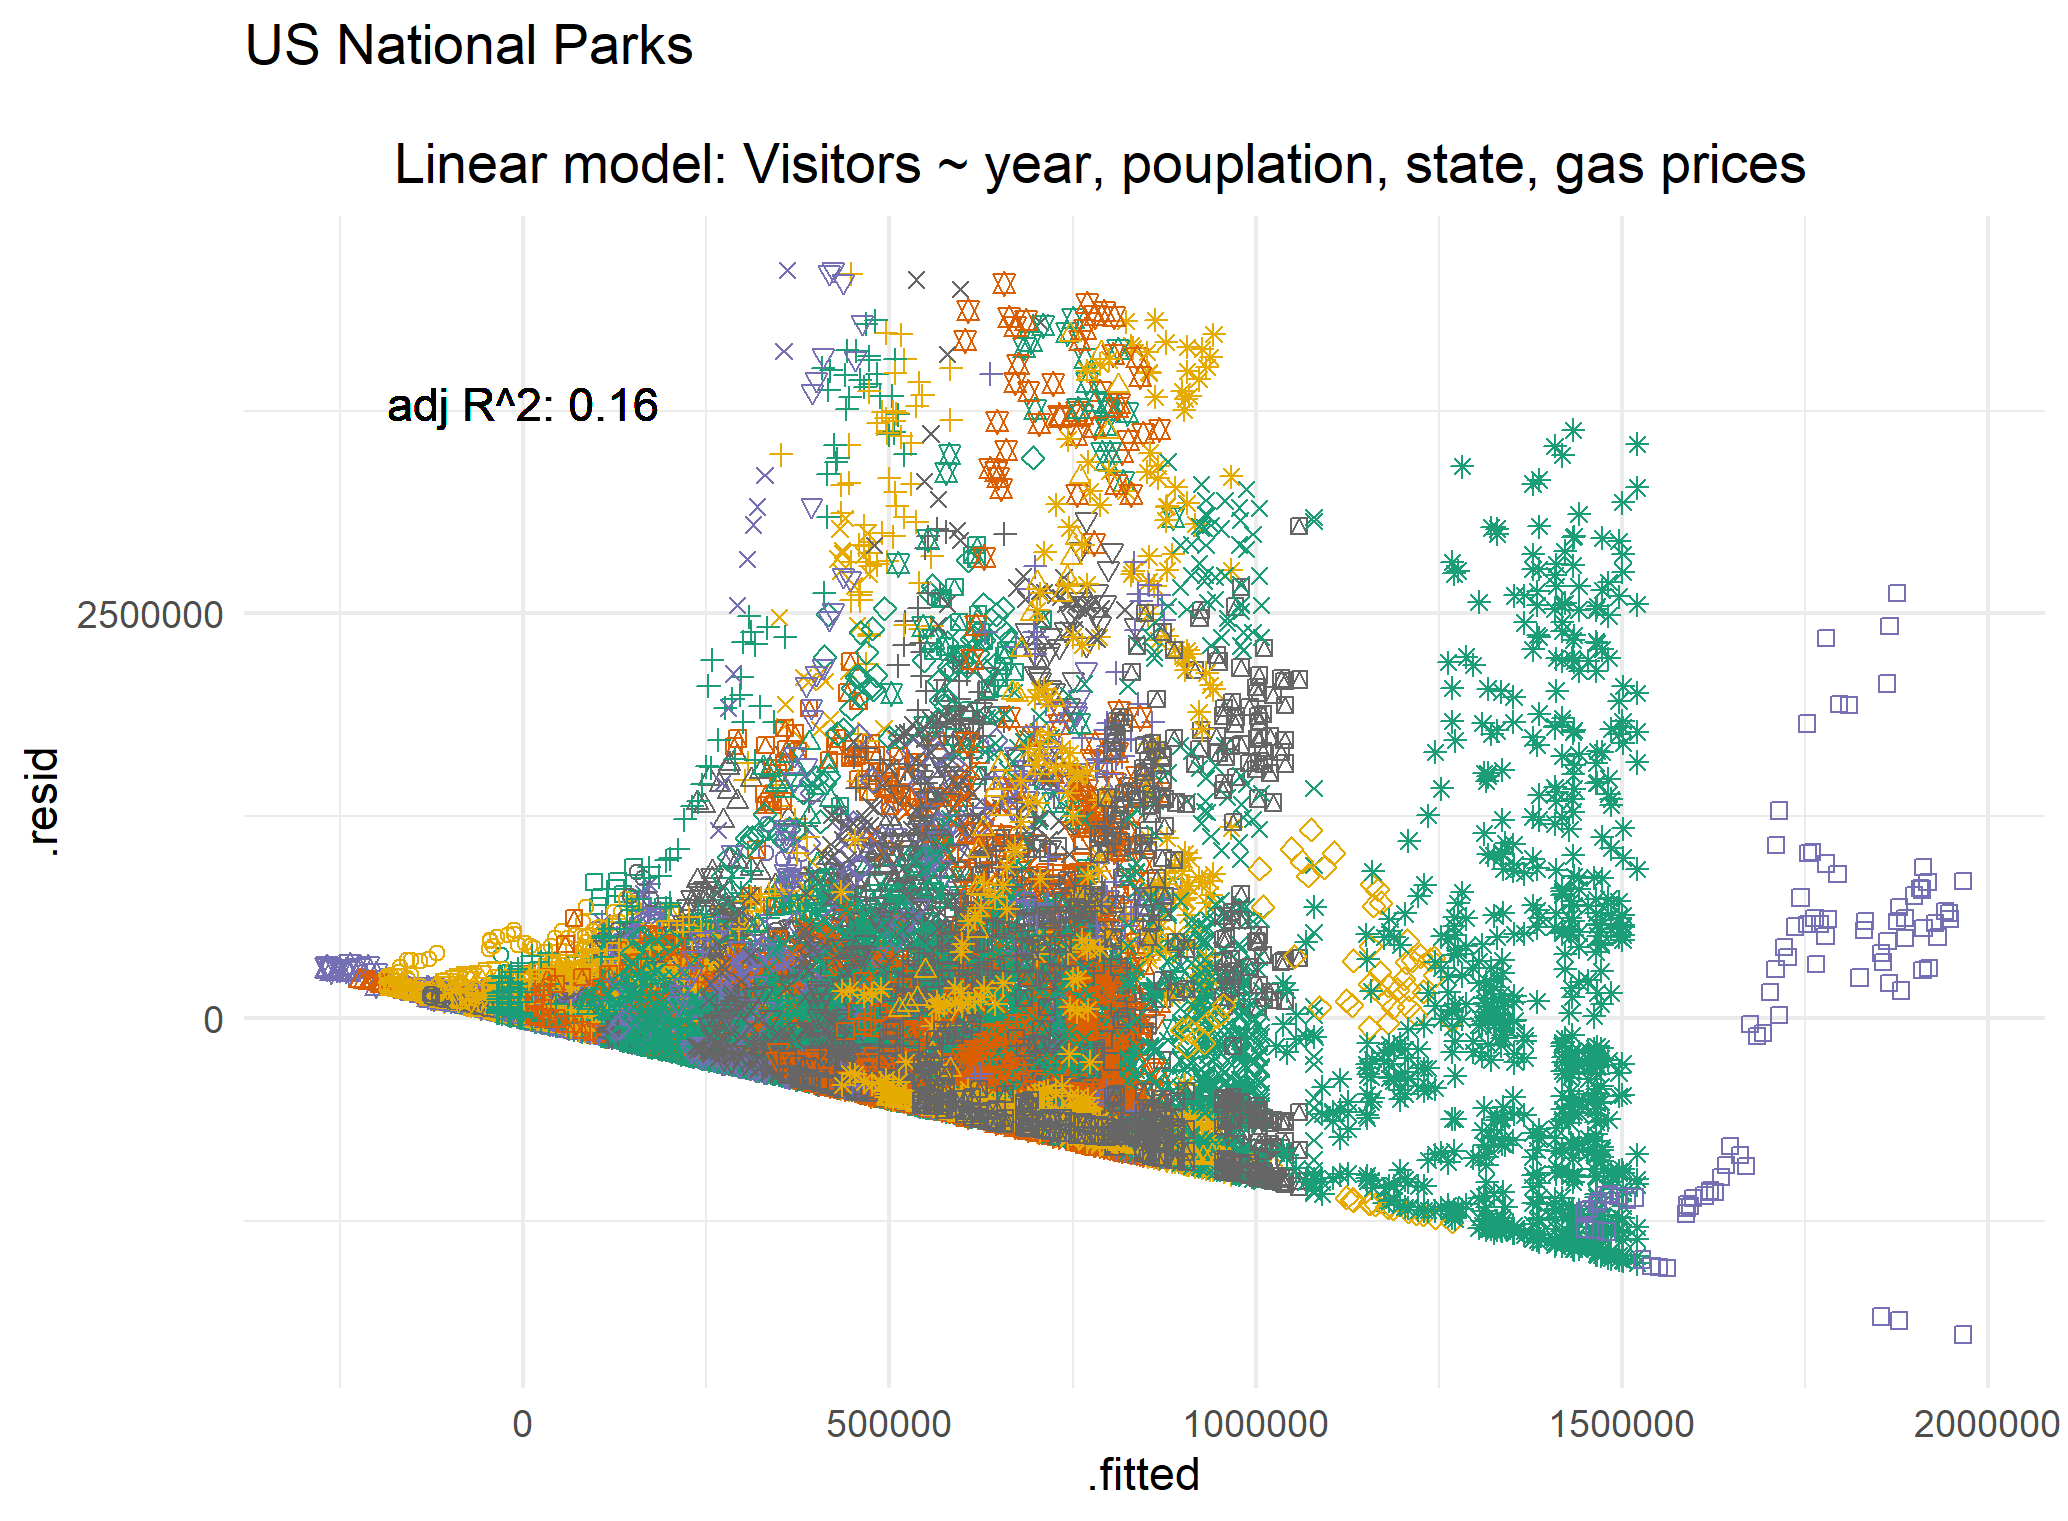 US National Parks
Linear model: Visitors ~ year, pouplation, state, gas prices
adj R^2: 0.16
2500000
0
.resid
0 500000 1000000 1500000 2000000
.fitted